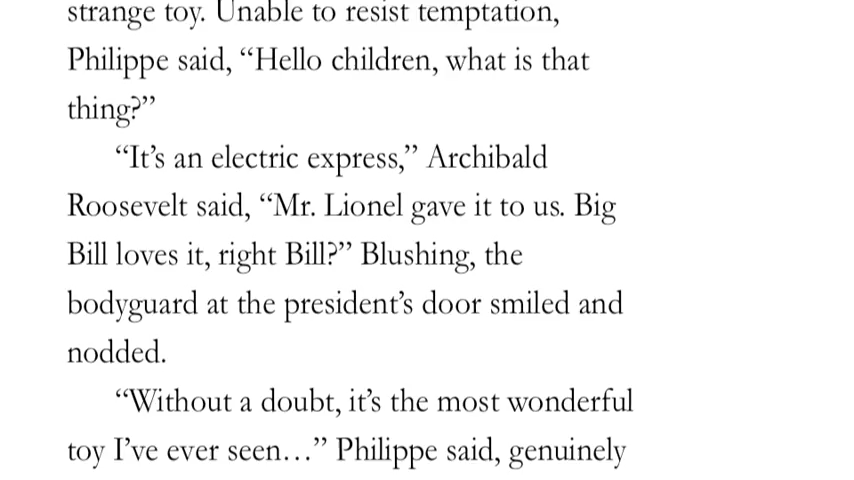 strange toy. Unable to resist temptation,
Philippe said, “Hello children, what is that
thing?”
“It’s an electric express,” Archibald
Roosevelt said, “Mr. Lionel gave it to us. Big
Bill loves it, right Bill?” Blushing, the
bodyguard at the president’s door smiled and
nodded.
“Without a doubt, it’s the most wonderful
toy I’ve ever seen…” Philippe said, genuinely